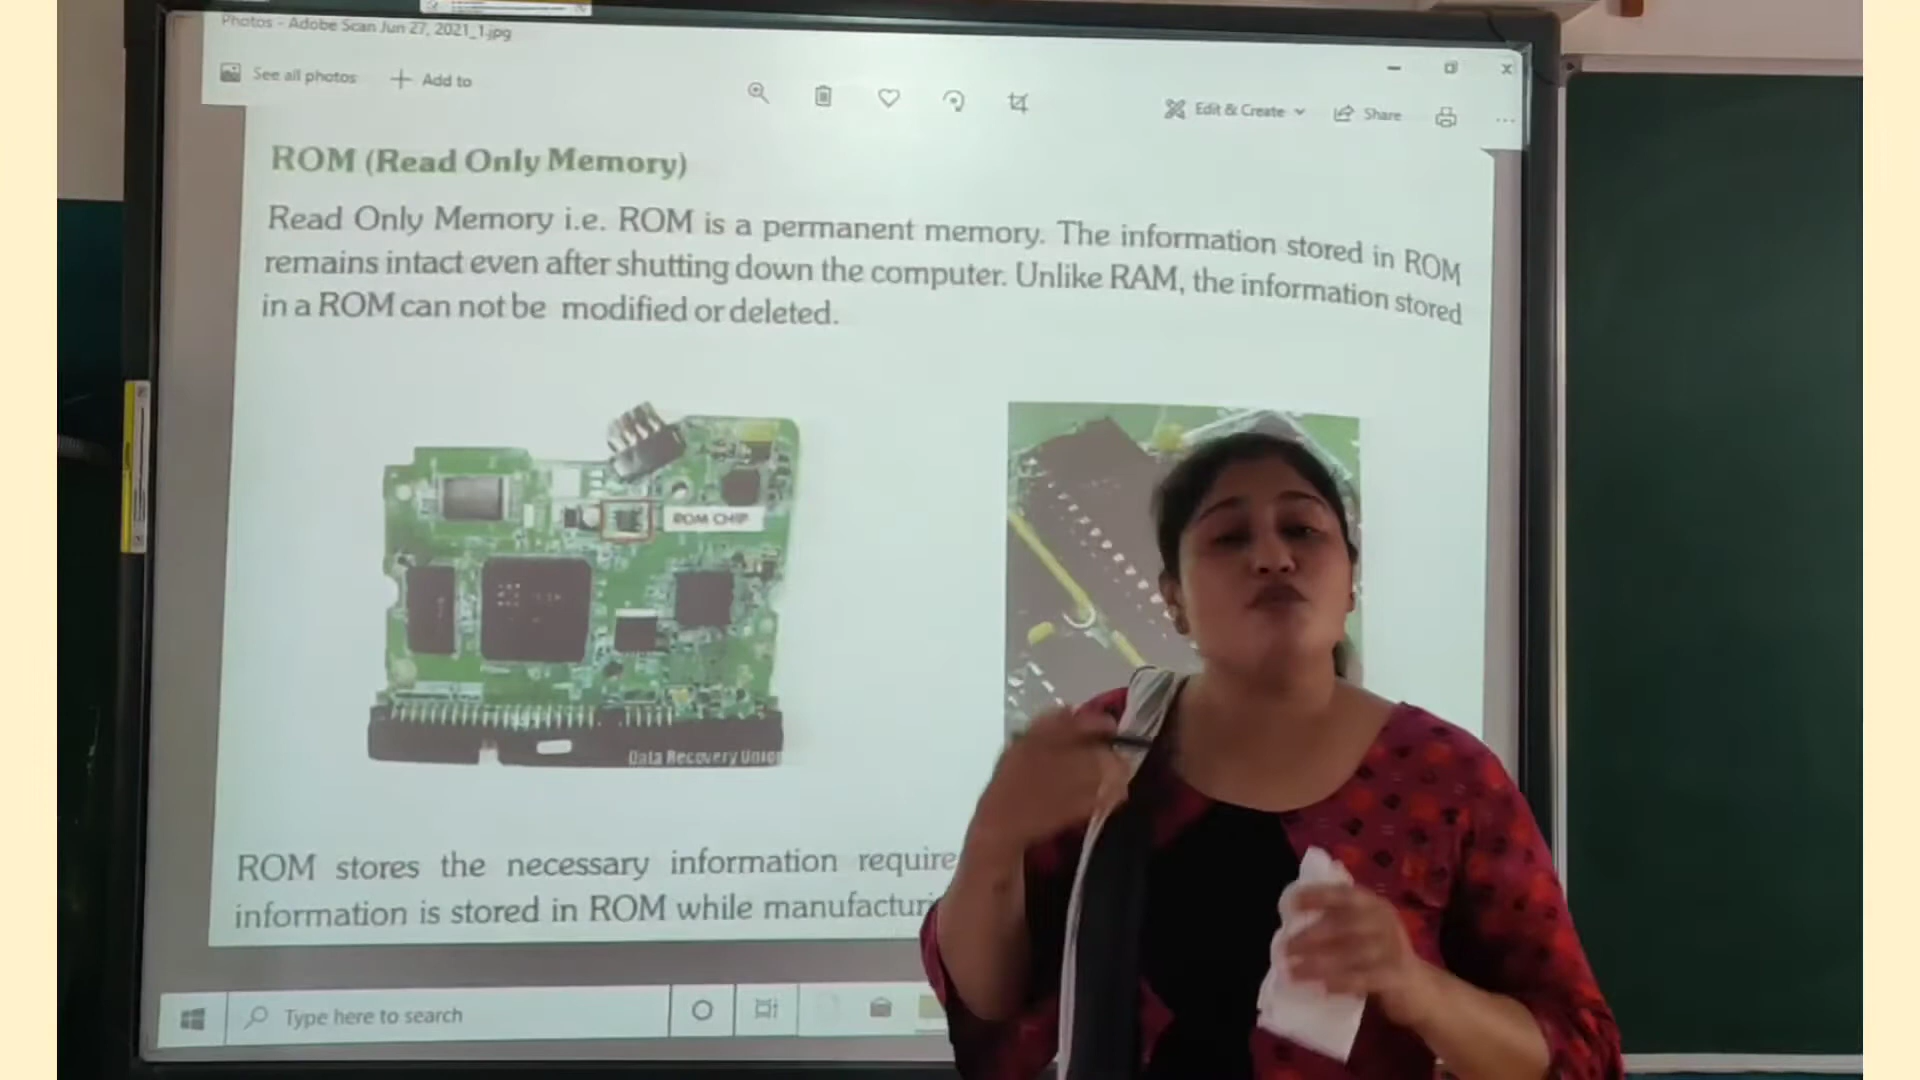 Photos - Adobe Scan Jun 27, 2021_1.jpg
See all photos
Add to
Edit & Create
Share
ROM (Read Only Memory)
Read Only Memory i.e. ROM is a permanent memory. The information stored in ROM
remains intact even after shutting down the computer. Unlike RAM, the information stored
in a ROM can not be modified or deleted.
ROM CHIP
Data Recovery Union
ROM stores the necessary information require
information is stored in ROM while manufacturi
Type here to search